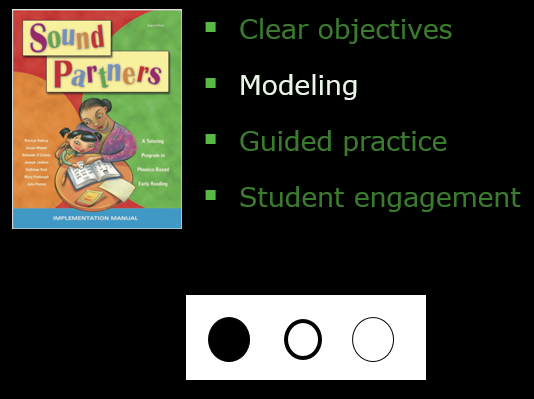 Sound
Partners
Clear objectives
Modeling
Guided practice
Student engagement
A Tutoring
Program in
Phonics-Based
Early Reading
IMPLEMENTATION MANUAL